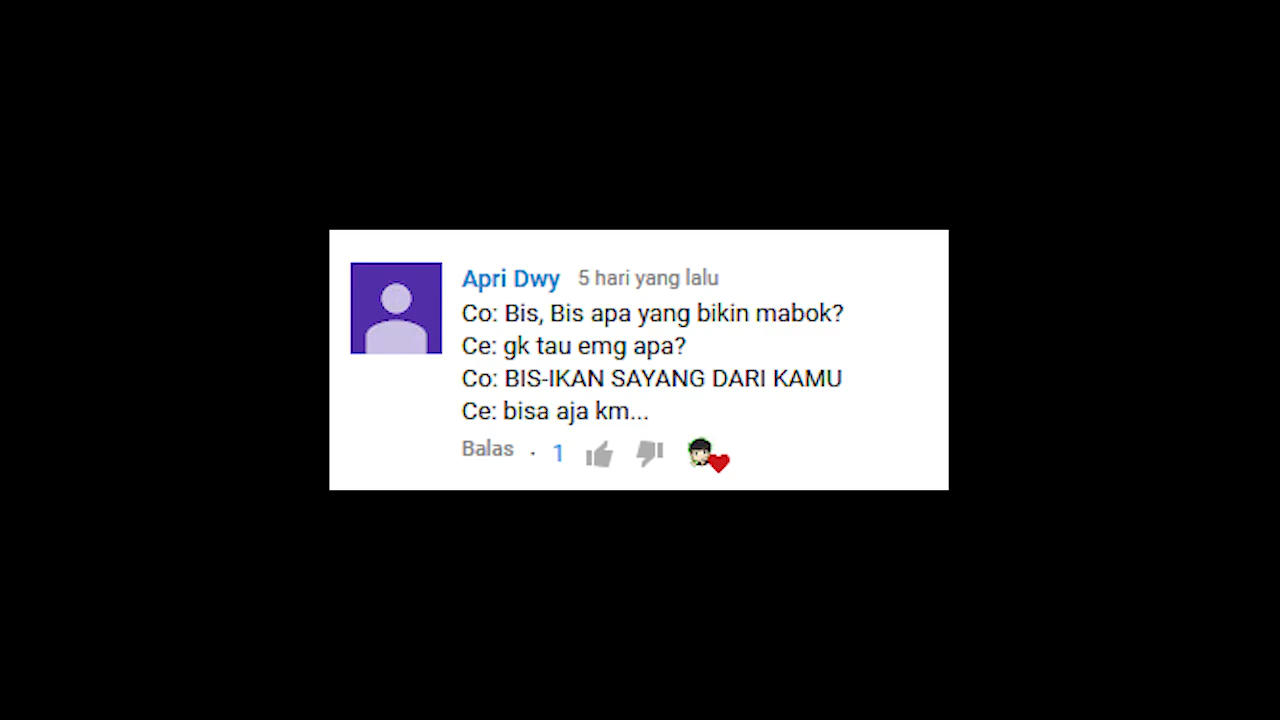 Apri Dwy 5 hari yang lalu
Co: Bis, Bis apa yang bikin mabok?
Ce: gk tau emg apa?
Co: BIS-IKAN SAYANG DARI KAMU
Ce: bisa aja km...
Balas · 1